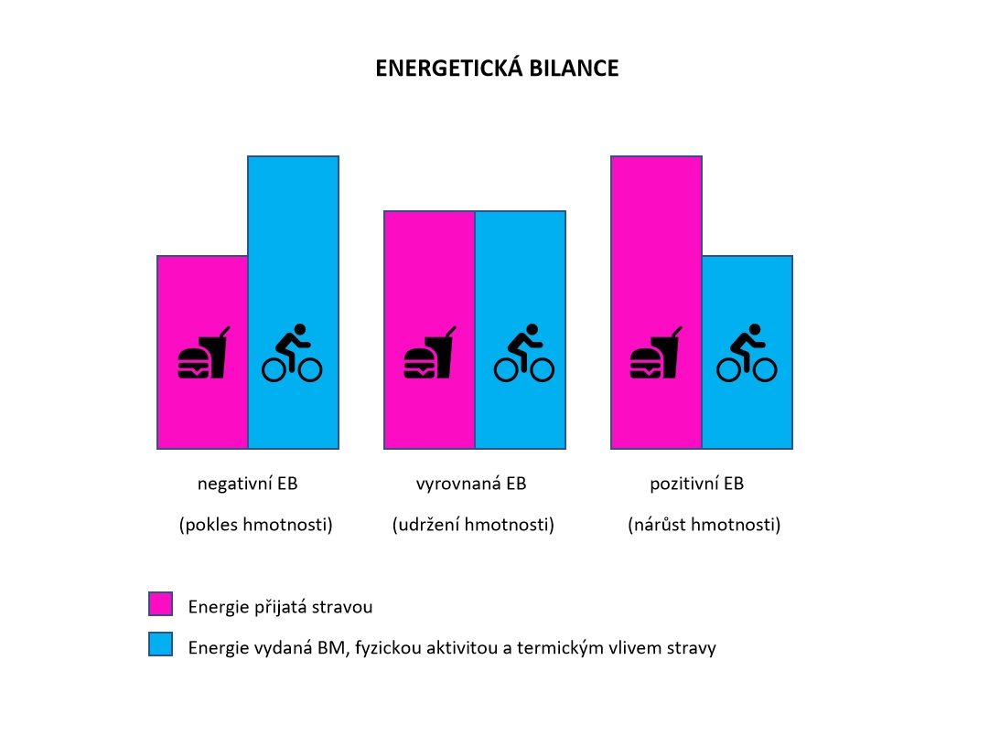 ENERGETICKÁ BILANCE
negativní EB
(pokles hmotnosti)
vyrovnaná EB
(udržení hmotnosti)
pozitivní EB
(nárůst hmotnosti)
Energie přijatá stravou
Energie vydaná BM, fyzickou aktivitou a termickým vlivem stravy